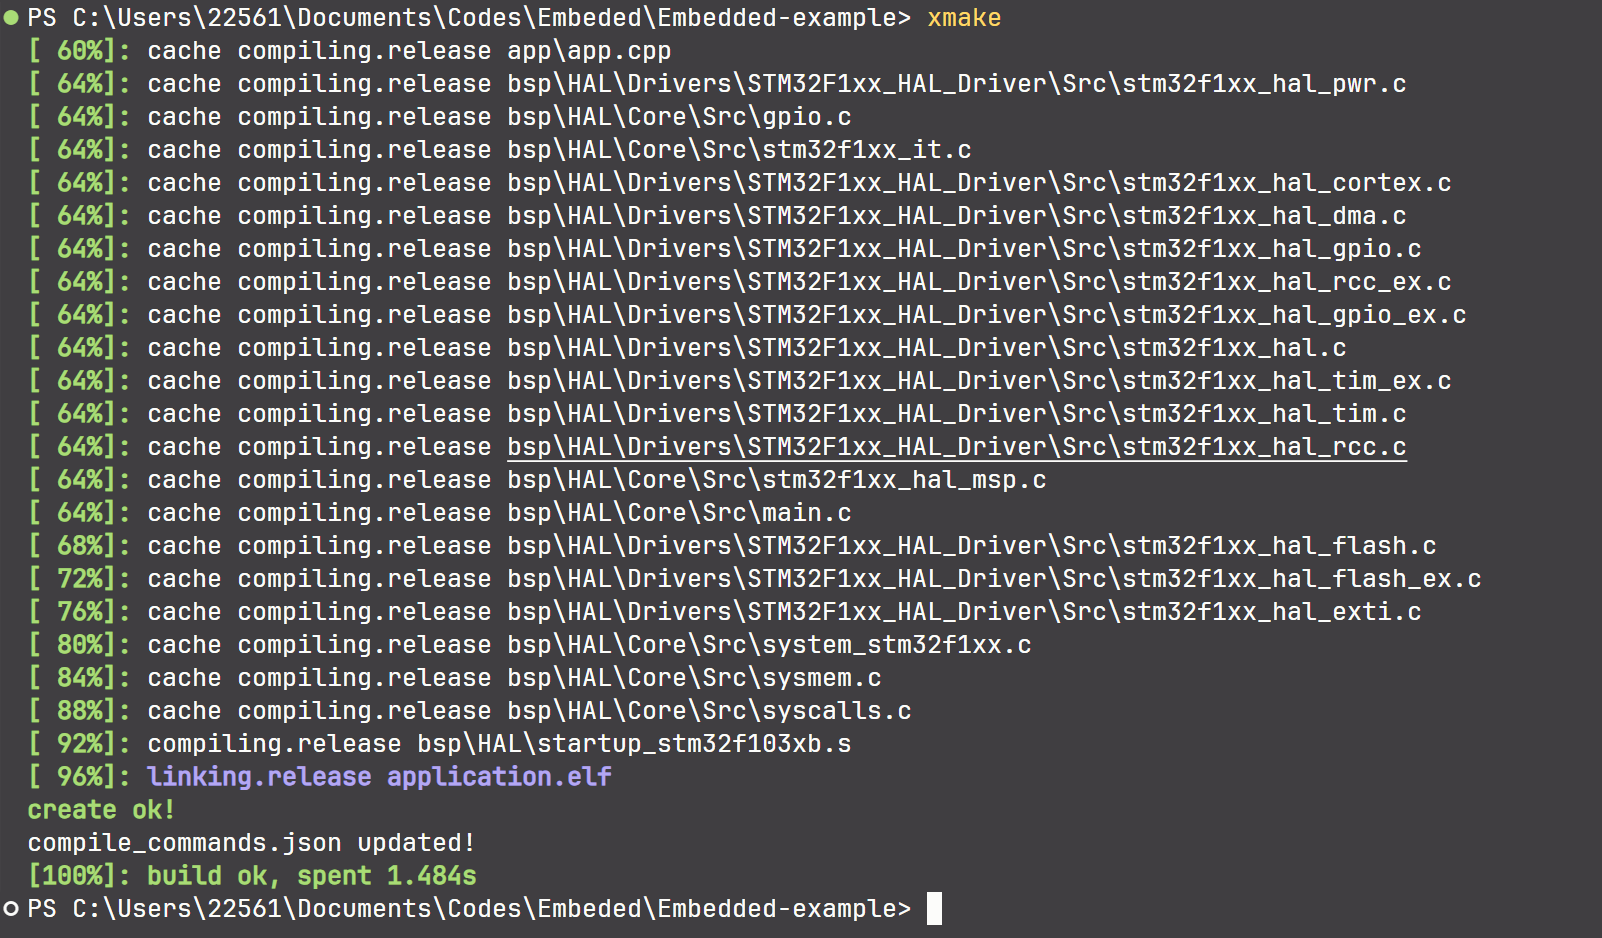 PS C:\Users\22561\Documents\Codes\Embeded\Embedded-example> xmake
[ 60%]: cache compiling.release app\app.cpp
[ 64%]: cache compiling.release bsp\HAL\Drivers\STM32F1xx_HAL_Driver\Src\stm32f1xx_hal_pwr.c
[ 64%]: cache compiling.release bsp\HAL\Core\Src\gpio.c
[ 64%]: cache compiling.release bsp\HAL\Core\Src\stm32f1xx_it.c
[ 64%]: cache compiling.release bsp\HAL\Drivers\STM32F1xx_HAL_Driver\Src\stm32f1xx_hal_cortex.c
[ 64%]: cache compiling.release bsp\HAL\Drivers\STM32F1xx_HAL_Driver\Src\stm32f1xx_hal_dma.c
[ 64%]: cache compiling.release bsp\HAL\Drivers\STM32F1xx_HAL_Driver\Src\stm32f1xx_hal_gpio.c
[ 64%]: cache compiling.release bsp\HAL\Drivers\STM32F1xx_HAL_Driver\Src\stm32f1xx_hal_rcc_ex.c
[ 64%]: cache compiling.release bsp\HAL\Drivers\STM32F1xx_HAL_Driver\Src\stm32f1xx_hal_gpio_ex.c
[ 64%]: cache compiling.release bsp\HAL\Drivers\STM32F1xx_HAL_Driver\Src\stm32f1xx_hal.c
[ 64%]: cache compiling.release bsp\HAL\Drivers\STM32F1xx_HAL_Driver\Src\stm32f1xx_hal_tim_ex.c
[ 64%]: cache compiling.release bsp\HAL\Drivers\STM32F1xx_HAL_Driver\Src\stm32f1xx_hal_tim.c
[ 64%]: cache compiling.release bsp\HAL\Drivers\STM32F1xx_HAL_Driver\Src\stm32f1xx_hal_rcc.c
[ 64%]: cache compiling.release bsp\HAL\Core\Src\stm32f1xx_hal_msp.c
[ 64%]: cache compiling.release bsp\HAL\Core\Src\main.c
[ 68%]: cache compiling.release bsp\HAL\Drivers\STM32F1xx_HAL_Driver\Src\stm32f1xx_hal_flash.c
[ 72%]: cache compiling.release bsp\HAL\Drivers\STM32F1xx_HAL_Driver\Src\stm32f1xx_hal_flash_ex.c
[ 76%]: cache compiling.release bsp\HAL\Drivers\STM32F1xx_HAL_Driver\Src\stm32f1xx_hal_exti.c
[ 80%]: cache compiling.release bsp\HAL\Core\Src\system_stm32f1xx.c
[ 84%]: cache compiling.release bsp\HAL\Core\Src\sysmem.c
[ 88%]: cache compiling.release bsp\HAL\Core\Src\syscalls.c
[ 92%]: compiling.release bsp\HAL\startup_stm32f103xb.s
[ 96%]: linking.release application.elf
create ok!
compile_commands.json updated!
[100%]: build ok, spent 1.484s
PS C:\Users\22561\Documents\Codes\Embeded\Embedded-example>